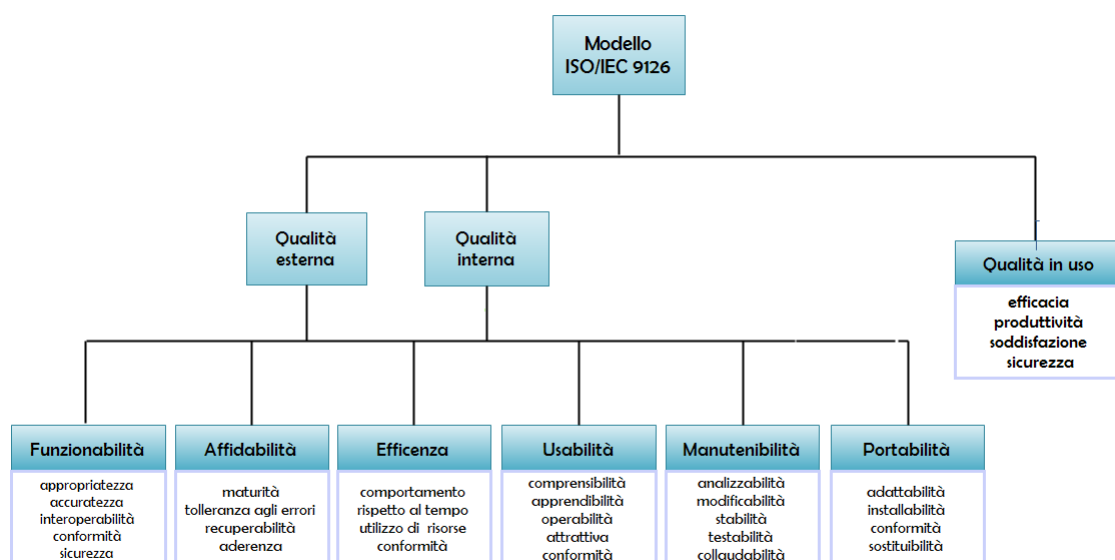 Modello
ISO/IEC 9126
Qualità
esterna
Qualità
interna
Qualità in uso
efficacia
produttività
soddisfazione
sicurezza
Funzionabilità
appropriatezza
accuratezza
interoperabilità
conformità
sicurezza
Affidabilità
maturità
tolleranza agli errori
recuperabilità
aderenza
Efficenza
comportamento
rispetto al tempo
utilizzo di risorse
conformità
Usabilità
comprensibilità
apprendibilità
operabilità
attrattiva
conformità
Manutenibilità
analizzabilità
modificabilità
stabilità
testabilità
collaudabilità
Portabilità
adattabilità
installabilità
conformità
sostituibilità